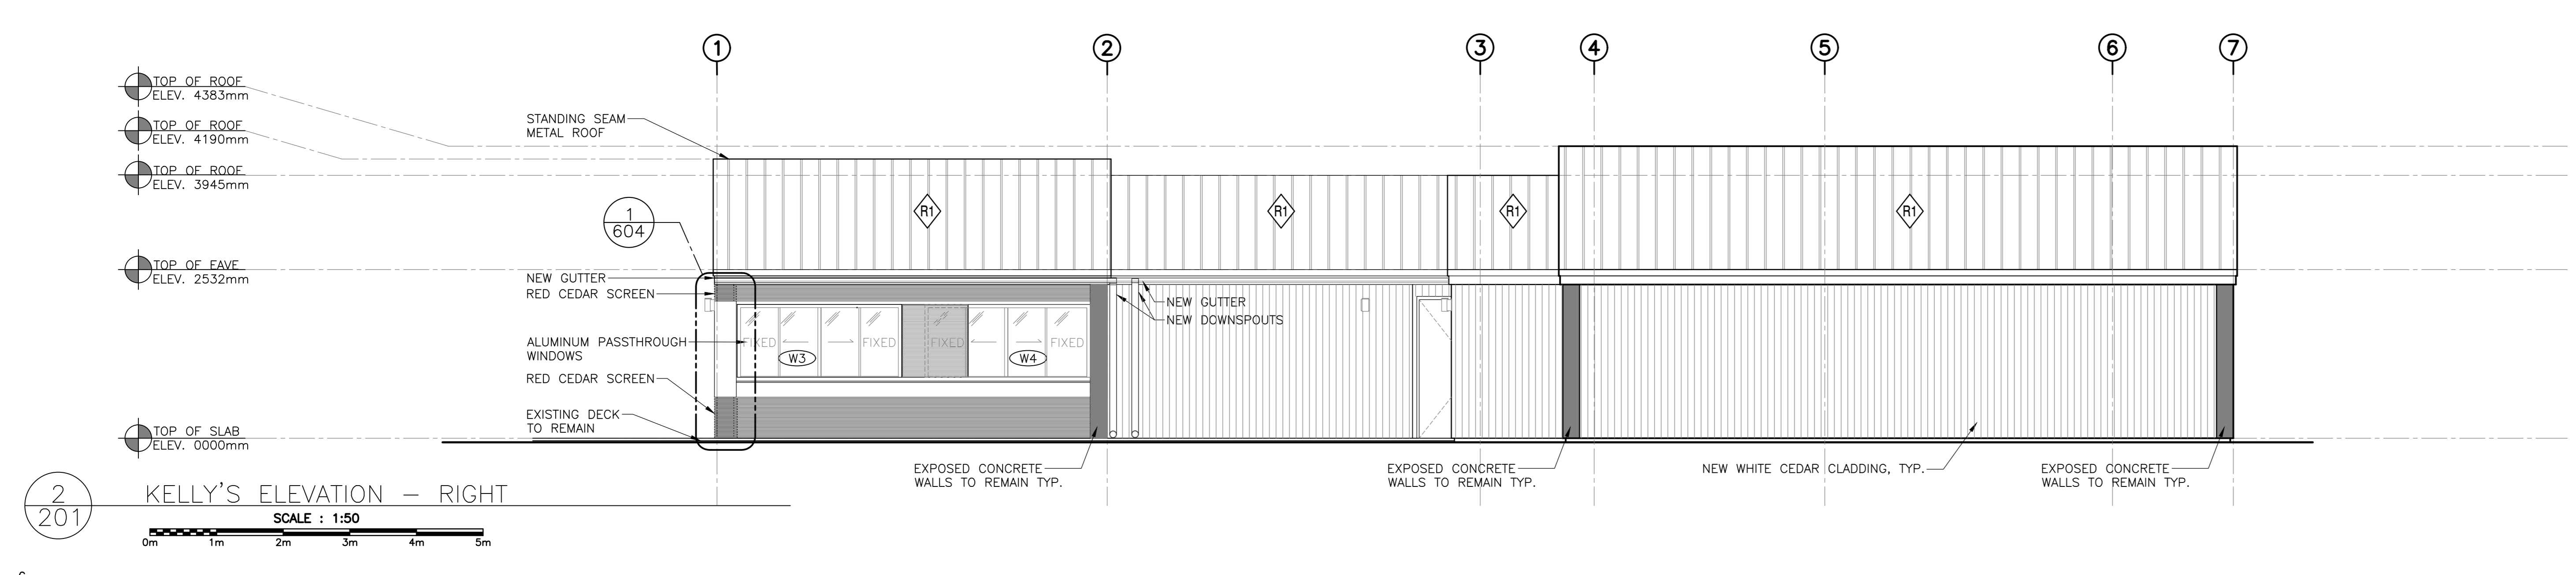 1
2
3
4
5
6
7
TOP OF ROOF
ELEV. 4383mm
TOP OF ROOF
ELEV. 4190mm
TOP OF ROOF
ELEV. 3945mm
TOP OF EAVE
ELEV. 2532mm
TOP OF SLAB
ELEV. 0000mm
STANDING SEAM
METAL ROOF
1
604
R1
R1
R1
R1
NEW GUTTER
RED CEDAR SCREEN
ALUMINUM PASSTHROUGH
WINDOWS
RED CEDAR SCREEN
EXISTING DECK
TO REMAIN
NEW GUTTER
NEW DOWNSPOUTS
FIXED
FIXED
FIXED
FIXED
W3
W4
EXPOSED CONCRETE
WALLS TO REMAIN TYP.
EXPOSED CONCRETE
WALLS TO REMAIN TYP.
NEW WHITE CEDAR CLADDING, TYP.
EXPOSED CONCRETE
WALLS TO REMAIN TYP.
2
201
KELLY'S ELEVATION – RIGHT
SCALE : 1:50
0m 1m 2m 3m 4m 5m